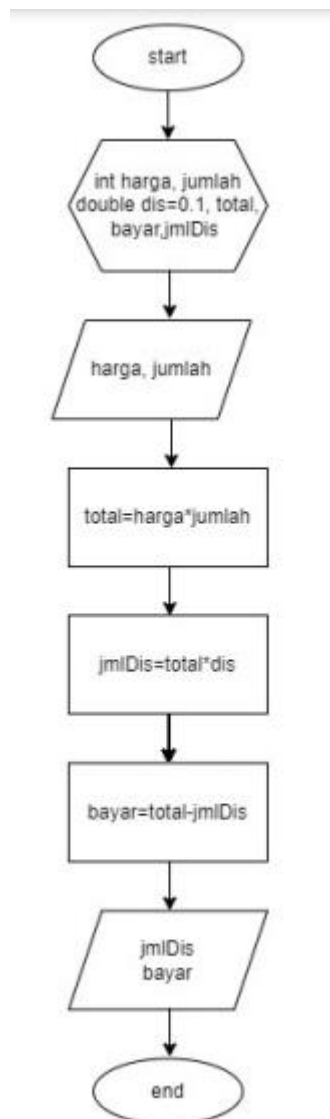 start
int harga, jumlah
double dis=0.1, total,
bayar,jmlDis
harga, jumlah
total=harga*jumlah
jmlDis=total*dis
bayar=total-jmlDis
jmlDis
bayar
end